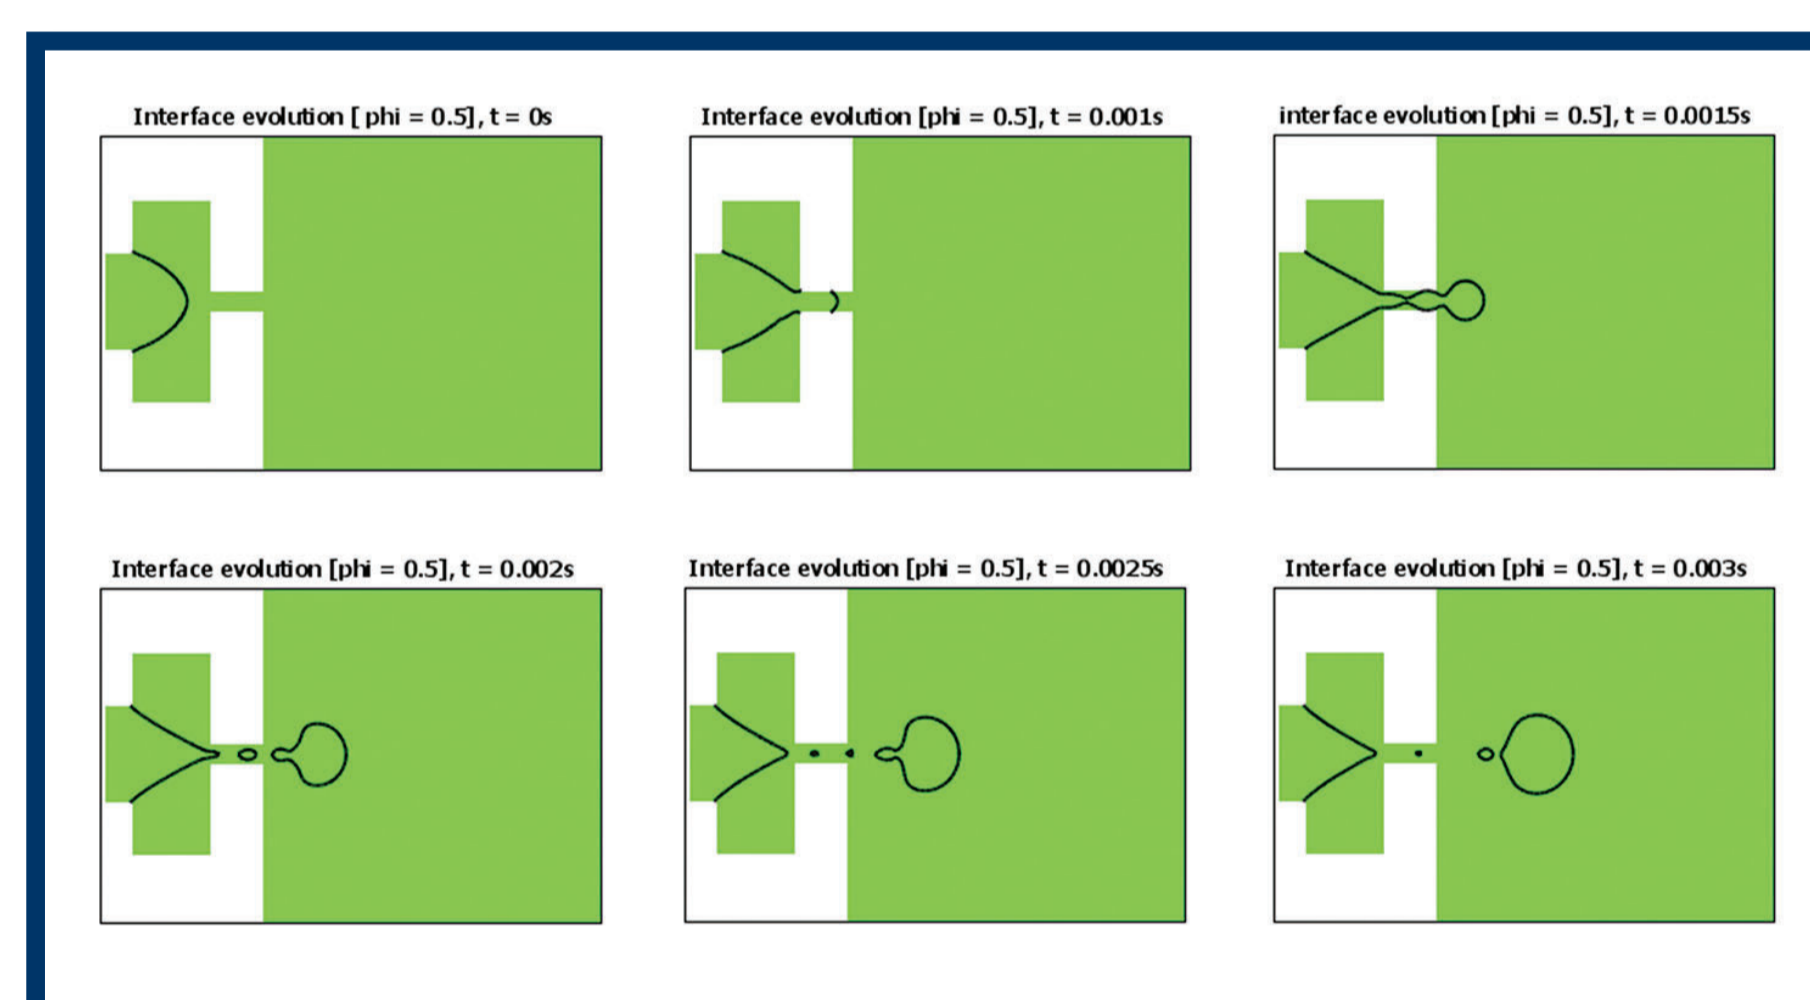 Interface evolution [ phi = 0.5], t = 0s
Interface evolution [phi = 0.5], t = 0.001s
interface evolution [phi = 0.5], t = 0.0015s
Interface evolution [phi = 0.5], t = 0.002s
Interface evolution [phi = 0.5], t = 0.0025s
Interface evolution [phi = 0.5], t = 0.003s